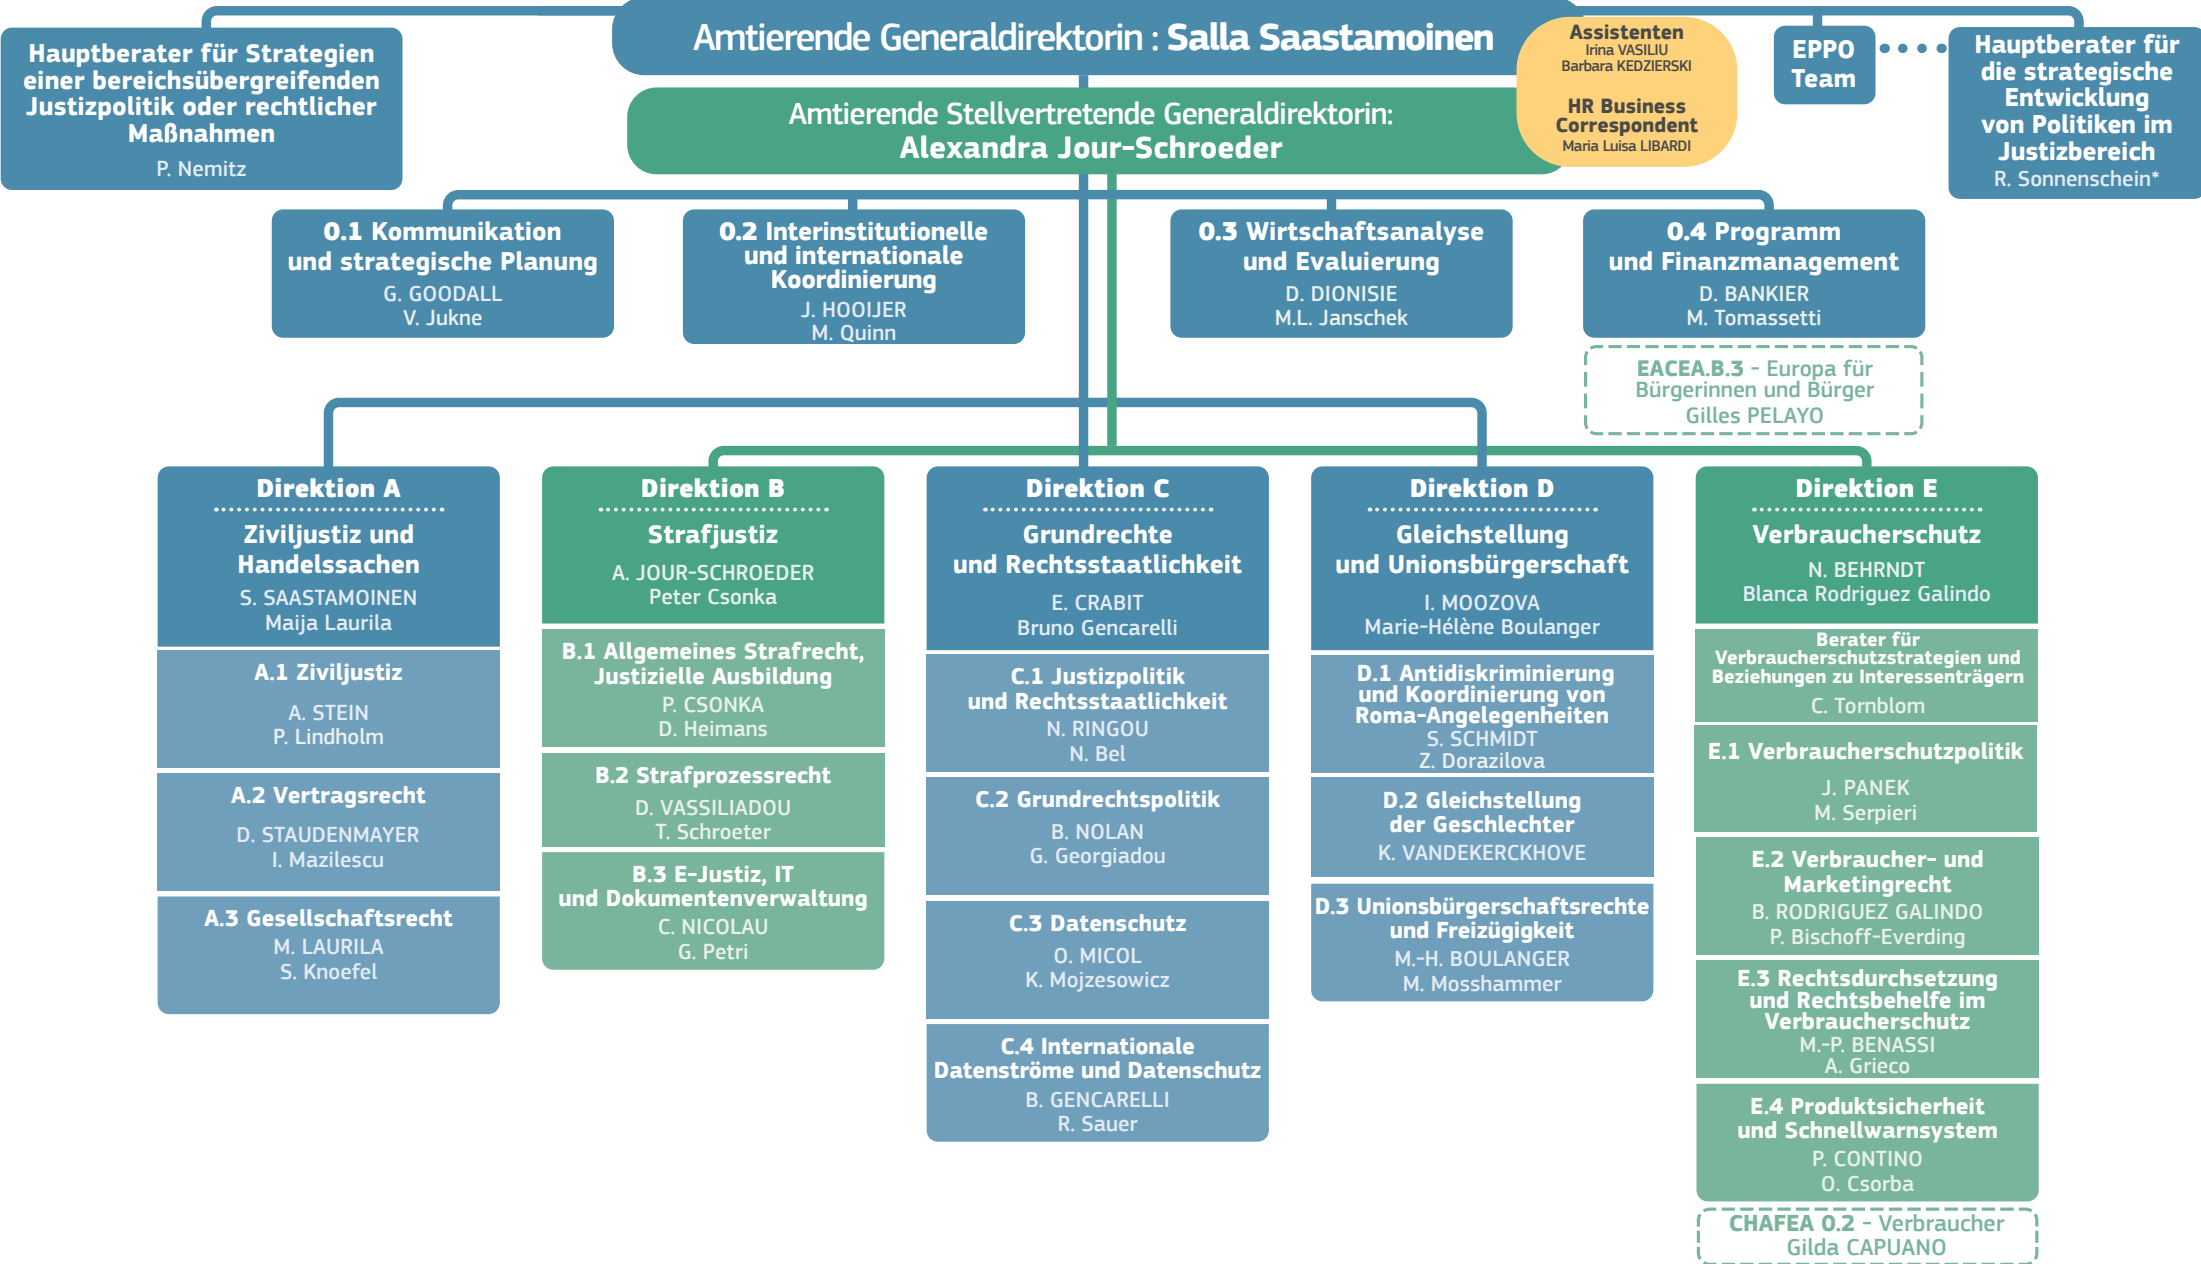 Amtierende Generaldirektorin : Salla Saastamoinen
Amtierende Stellvertretende Generaldirektorin:
Alexandra Jour-Schroeder
Assistenten
Irina VASILIU
Barbara KEDZIERSKI
HR Business
Correspondent
Maria Luisa LIBARDI
Hauptberater für Strategien
einer bereichsübergreifenden
Justizpolitik oder rechtlicher
Maßnahmen
P. Nemitz
EPPO
Team
Hauptberater für
die strategische
Entwicklung
von Politiken im
Justizbereich
R. Sonnenschein*
0.1 Kommunikation
und strategische Planung
G. GOODALL
V. Jukne
0.2 Interinstitutionelle
und internationale
Koordinierung
J. HOOIJER
M. Quinn
0.3 Wirtschaftsanalyse
und Evaluierung
D. DIONISIE
M.L. Janschek
0.4 Programm
und Finanzmanagement
D. BANKIER
M. Tomassetti
EACEA.B.3 - Europa für
Bürgerinnen und Bürger
Gilles PELAYO
Direktion A
Ziviljustiz und
Handelssachen
S. SAASTAMOINEN
Maija Laurila
A.1 Ziviljustiz
A. STEIN
P. Lindholm
A.2 Vertragsrecht
D. STAUDENMAYER
I. Mazilescu
A.3 Gesellschaftsrecht
M. LAURILA
S. Knoefel
Direktion B
Strafjustiz
A. JOUR-SCHROEDER
Peter Csonka
B.1 Allgemeines Strafrecht,
Justizielle Ausbildung
P. CSONKA
D. Heimans
B.2 Strafprozessrecht
D. VASSILIADOU
T. Schroeter
B.3 E-Justiz, IT
und Dokumentenverwaltung
C. NICOLAU
G. Petri
Direktion C
Grundrechte
und Rechtsstaatlichkeit
E. CRABIT
Bruno Gencarelli
C.1 Justizpolitik
und Rechtsstaatlichkeit
N. RINGOU
N. Bel
C.2 Grundrechtspolitik
B. NOLAN
G. Georgiadou
C.3 Datenschutz
O. MICOL
K. Mojzesowicz
C.4 Internationale
Datenströme und Datenschutz
B. GENCARELLI
R. Sauer
Direktion D
Gleichstellung
und Unionsbürgerschaft
I. MOOZOVA
Marie-Hélène Boulanger
D.1 Antidiskriminierung
und Koordinierung von
Roma-Angelegenheiten
S. SCHMIDT
Z. Dorazilova
D.2 Gleichstellung
der Geschlechter
K. VANDEKERCKHOVE
D.3 Unionsbürgerschaftsrechte
und Freizügigkeit
M.-H. BOULANGER
M. Mosshammer
Direktion E
Verbraucherschutz
N. BEHRNDT
Blanca Rodriguez Galindo
Berater für
Verbraucherschutzstrategien und
Beziehungen zu Interessenträgern
C. Tornblom
E.1 Verbraucherschutzpolitik
J. PANEK
M. Serpieri
E.2 Verbraucher- und
Marketingrecht
B. RODRIGUEZ GALINDO
P. Bischoff-Everding
E.3 Rechtsdurchsetzung
und Rechtsbehelfe im
Verbraucherschutz
M.-P. BENASSI
A. Grieco
E.4 Produktsicherheit
und Schnellwarnsystem
P. CONTINO
O. Csorba
CHAFEA 0.2 - Verbraucher
Gilda CAPUANO